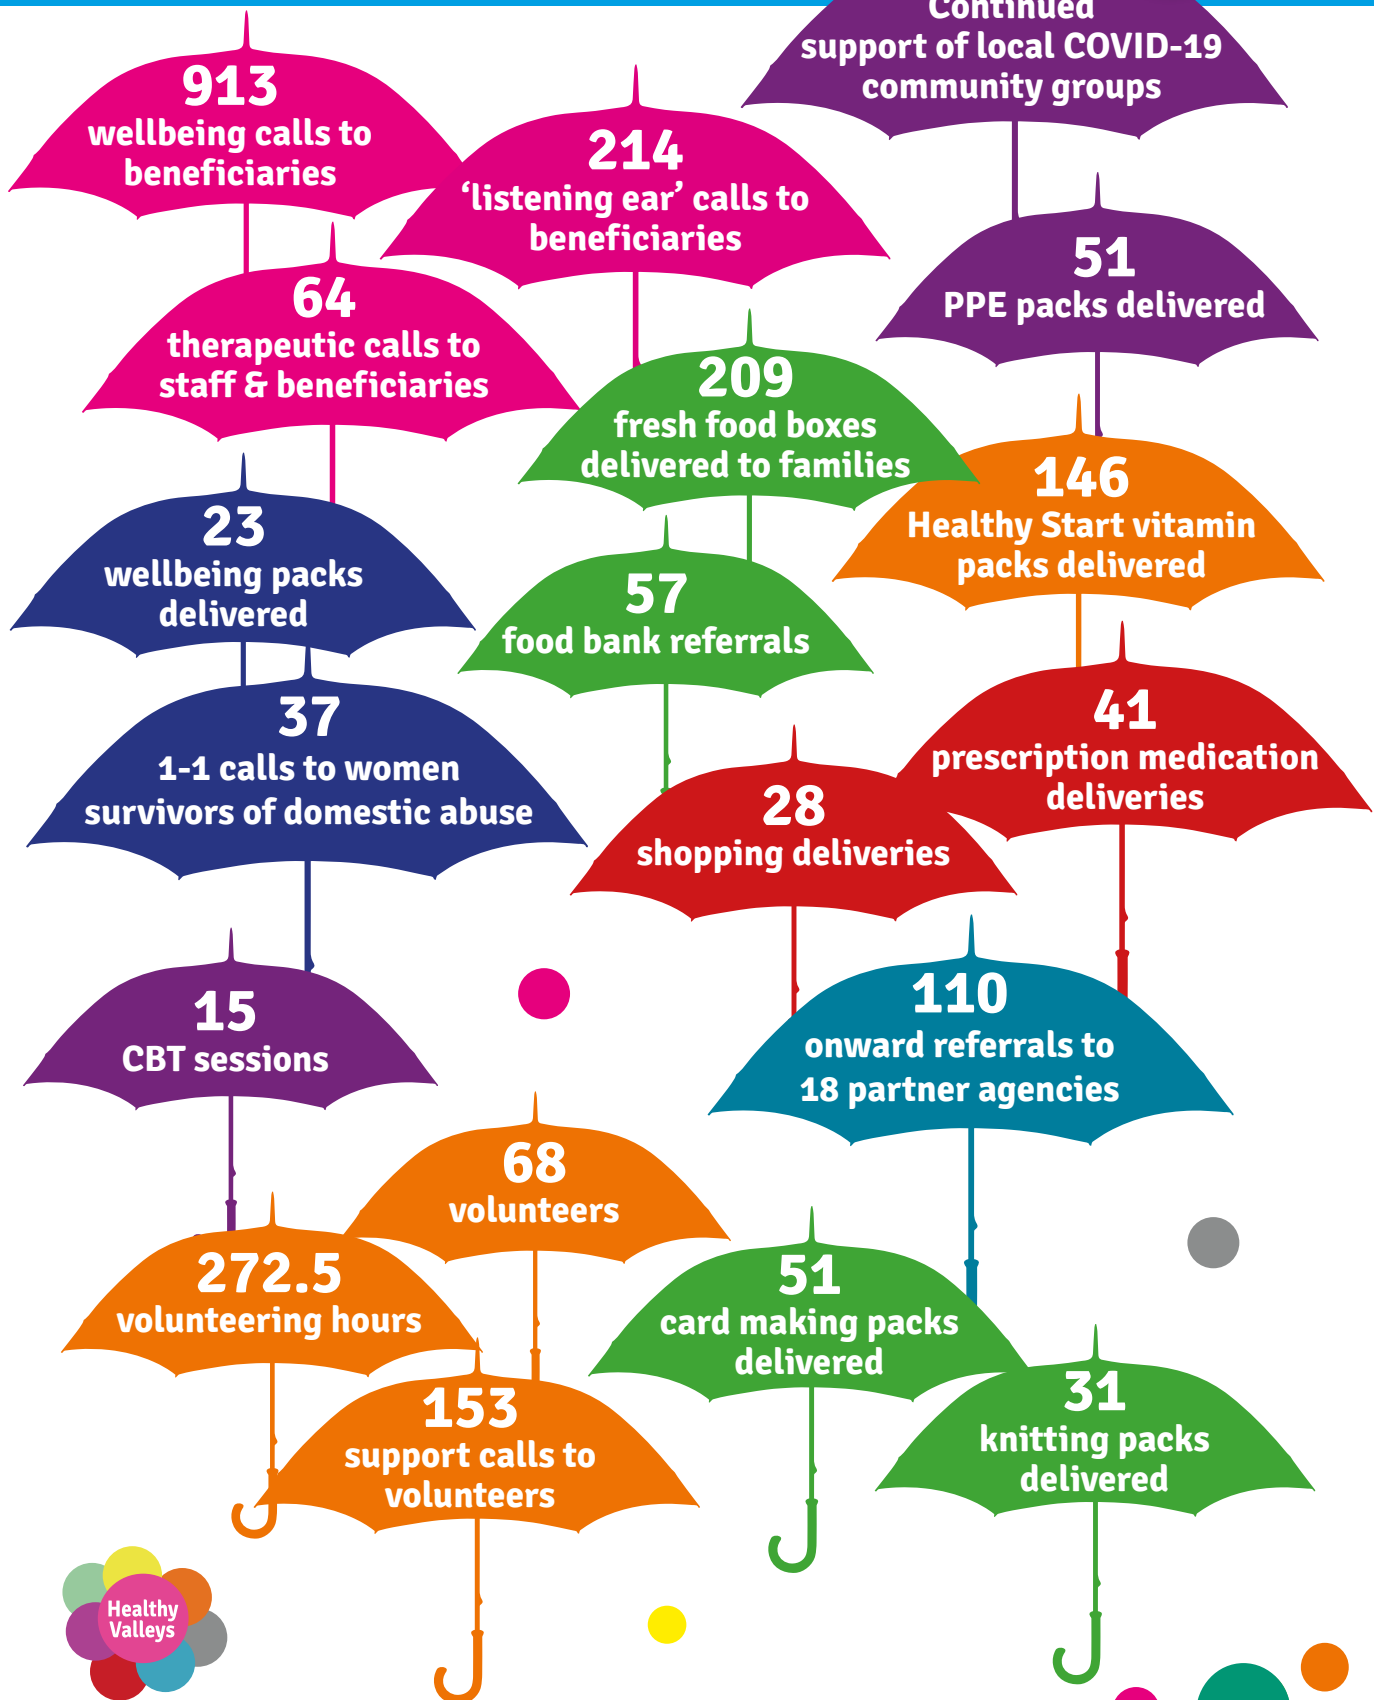 Continued
support of local COVID-19
community groups
913
wellbeing calls to
beneficiaries
214
‘listening ear’ calls to
beneficiaries
51
PPE packs delivered
64
therapeutic calls to
staff & beneficiaries
209
fresh food boxes
delivered to families
146
Healthy Start vitamin
packs delivered
23
wellbeing packs
delivered
57
food bank referrals
37
1-1 calls to women
survivors of domestic abuse
41
prescription medication
deliveries
28
shopping deliveries
15
CBT sessions
110
onward referrals to
18 partner agencies
68
volunteers
272.5
volunteering hours
51
card making packs
delivered
153
support calls to
volunteers
31
knitting packs
delivered
Healthy
Valleys